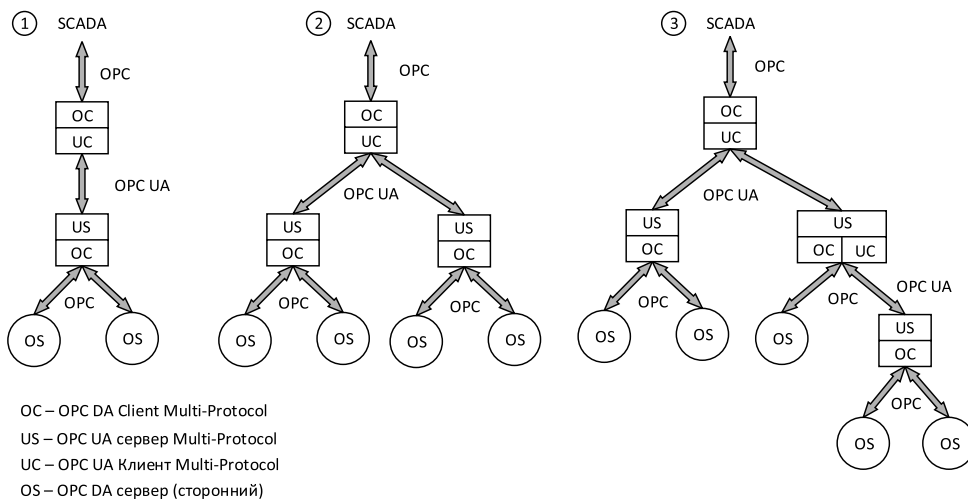 1 SCADA
OPC
OC
UC
OPC UA
US
OC
OPC
OS OS
2 SCADA
OPC
OC
UC
OPC UA
US US
OC OC
OPC OPC
OS OS OS OS
3 SCADA
OPC
OC
UC
OPC UA
US US
OC OC UC
OPC OPC OPC UA
OS OS OS US
OC
OPC
OS OS
OC – OPC DA Client Multi-Protocol
US – OPC UA сервер Multi-Protocol
UC – OPC UA Клиент Multi-Protocol
OS – OPC DA сервер (сторонний)